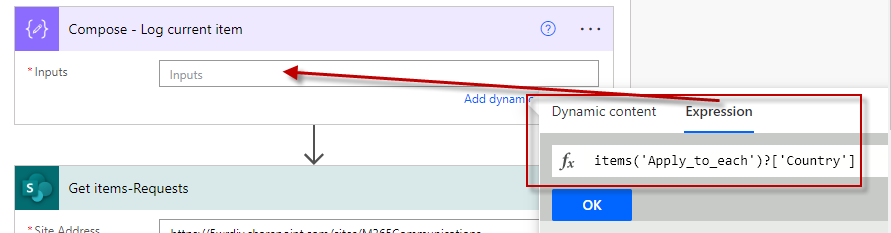 Compose - Log current item
* Inputs
Inputs
Add dynamic
Dynamic content
Expression
fx items('Apply_to_each')?['Country']
OK
Get items-Requests
* Site Address